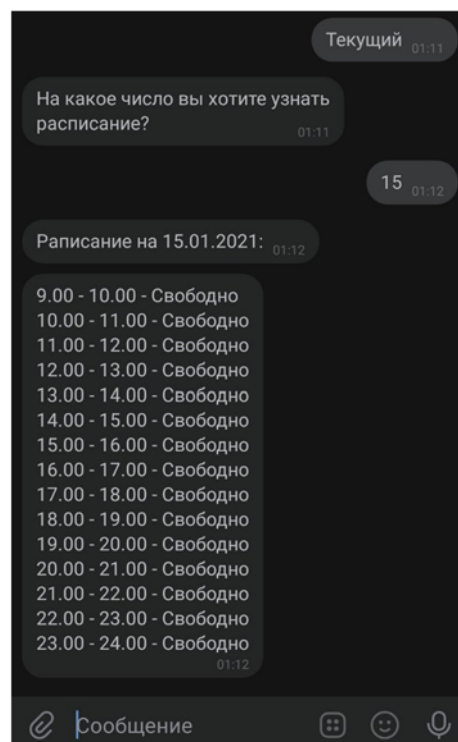 Текущий 01:11
На какое число вы хотите узнать
расписание? 01:11
15 01:12
Раписание на 15.01.2021: 01:12
9.00 - 10.00 - Свободно
10.00 - 11.00 - Свободно
11.00 - 12.00 - Свободно
12.00 - 13.00 - Свободно
13.00 - 14.00 - Свободно
14.00 - 15.00 - Свободно
15.00 - 16.00 - Свободно
16.00 - 17.00 - Свободно
17.00 - 18.00 - Свободно
18.00 - 19.00 - Свободно
19.00 - 20.00 - Свободно
20.00 - 21.00 - Свободно
21.00 - 22.00 - Свободно
22.00 - 23.00 - Свободно
23.00 - 24.00 - Свободно
01:12
Сообщение